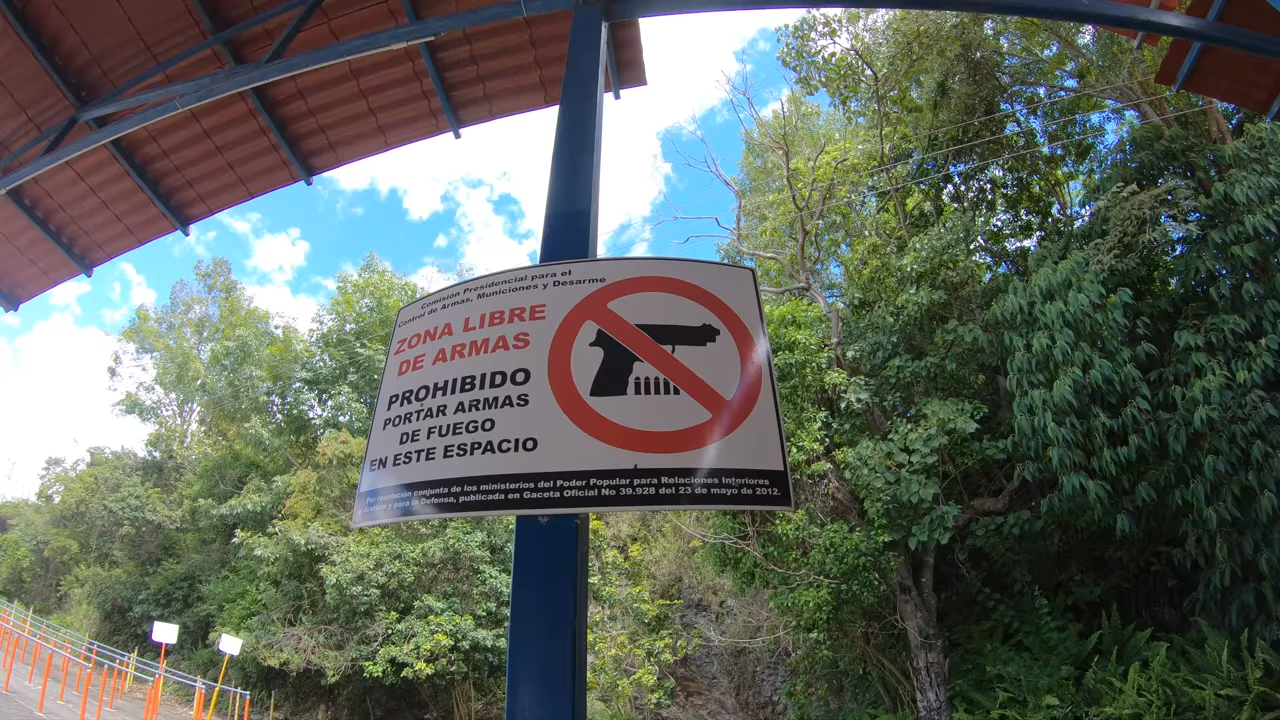 Comisión Presidencial para el
Control de Armas, Municiones y Desarme
ZONA LIBRE
DE ARMAS
PROHIBIDO
PORTAR ARMAS
DE FUEGO
EN ESTE ESPACIO
Por resolución conjunta de los ministerios del Poder Popular para Relaciones Interiores
Justicia y para la Defensa, publicada en Gaceta Oficial No 39.928 del 23 de mayo de 2012.